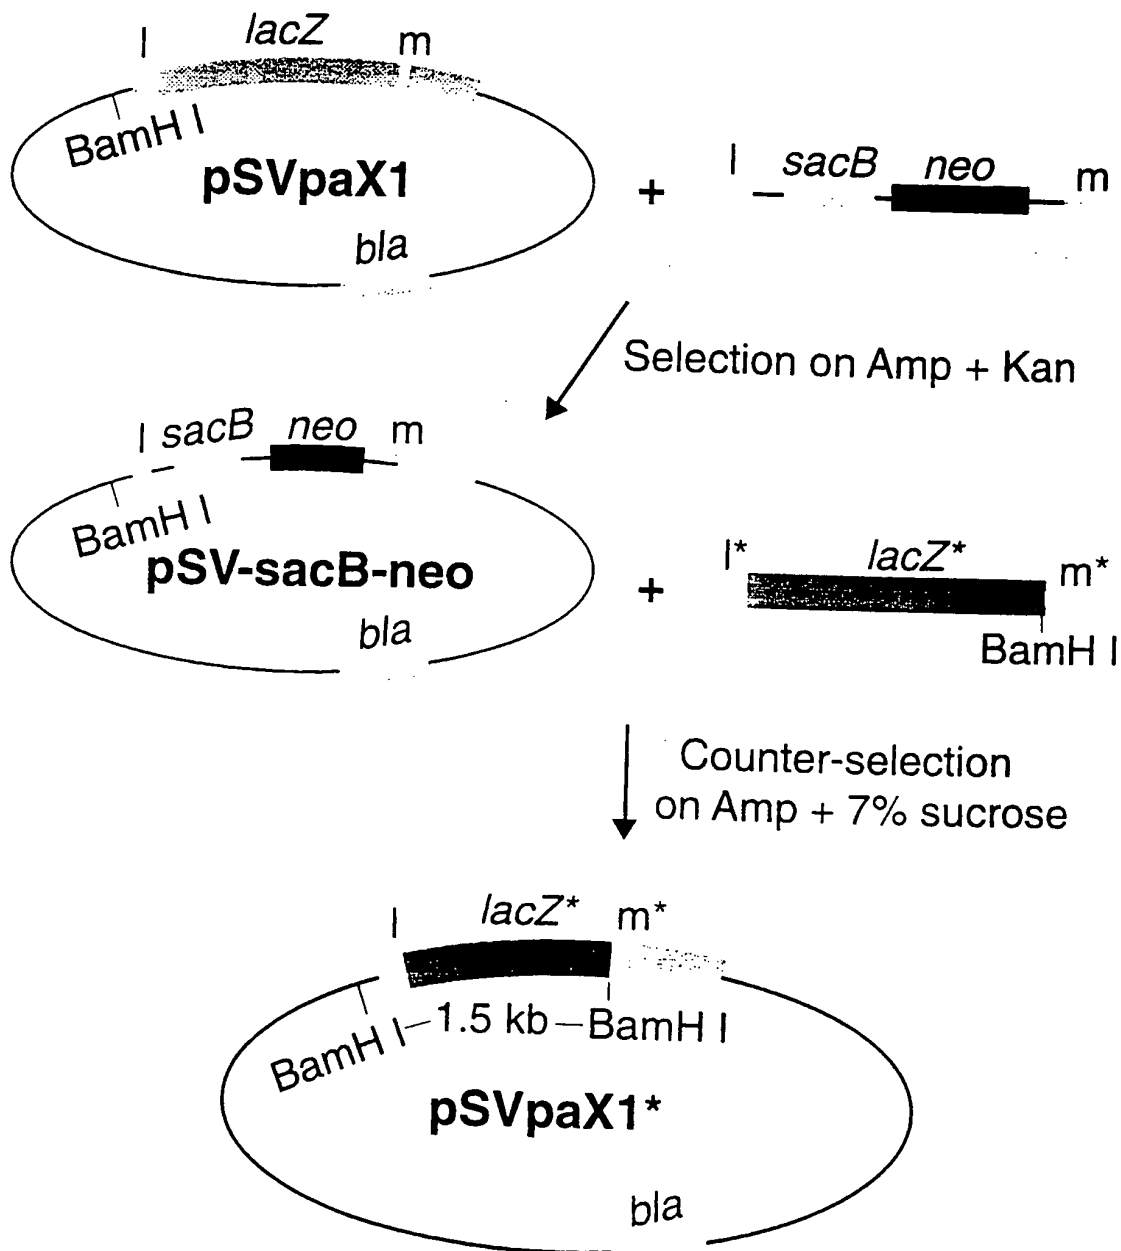 l lacZ m
BamH I
pSVpaX1
bla
+
l sacB neo m
Selection on Amp + Kan
l sacB neo m
BamH I
pSV-sacB-neo
bla
+
l* lacZ* m*
BamH I
Counter-selection
on Amp + 7% sucrose
l lacZ* m*
BamH I — 1.5 kb — BamH I
pSVpaX1*
bla